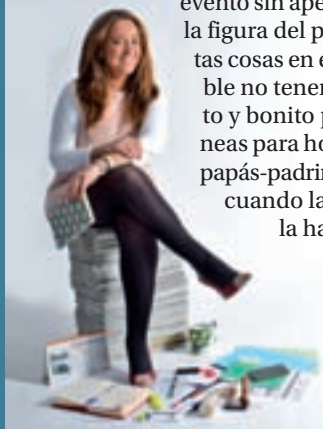 evento sin ape
la figura del p
tas cosas en e
ble no tener
to y bonito p
neas para ho
papás-padrin
cuando la
la ha